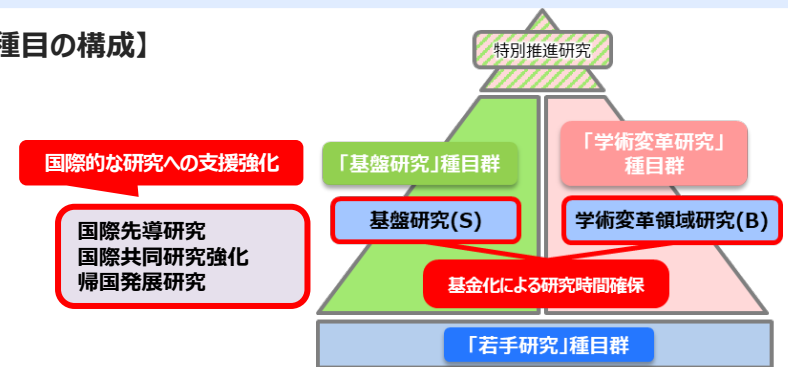 種目の構成】
特別推進研究
国際的な研究への支援強化
「基盤研究」種目群
「学術変革研究」
種目群
国際先導研究
国際共同研究強化
帰国発展研究
基盤研究(S)
学術変革領域研究(B)
基金化による研究時間確保
「若手研究」種目群